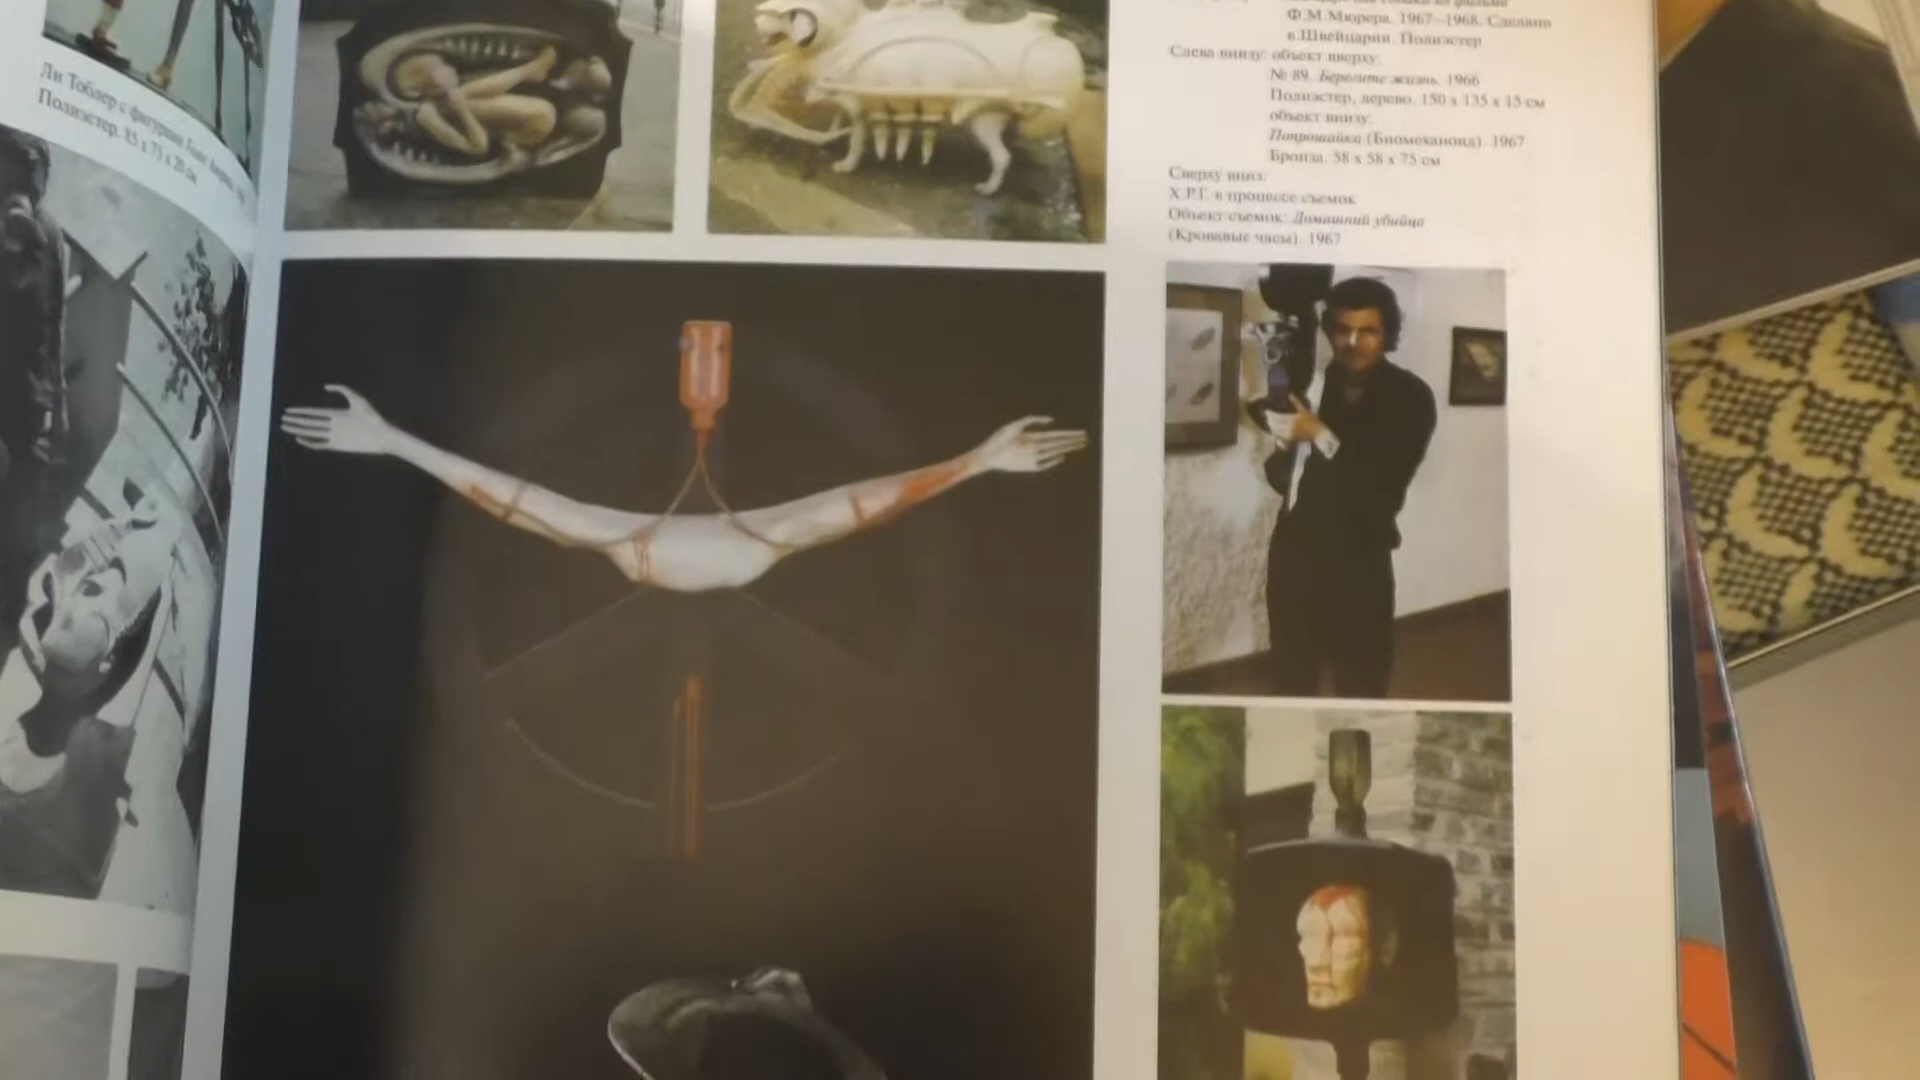 Ли Тоблер с фигурами
Полиэстер. 85 x 75 x 20 см
Ф.М.Мюрера. 1967–1968. Сделано
в Швейцарии. Полиэстер
Слева внизу: объект вверху:
№ 89. Берегите жизнь. 1966
Полиэстер, дерево. 150 x 135 x 15 см
объект внизу:
Попрошайка (Биомеханоид). 1967
Бронза. 58 x 58 x 75 см
Сверху вниз:
Х.Р.Г. в процессе съемок
Объект съемок: Домашний убийца
(Кровавые часы). 1967